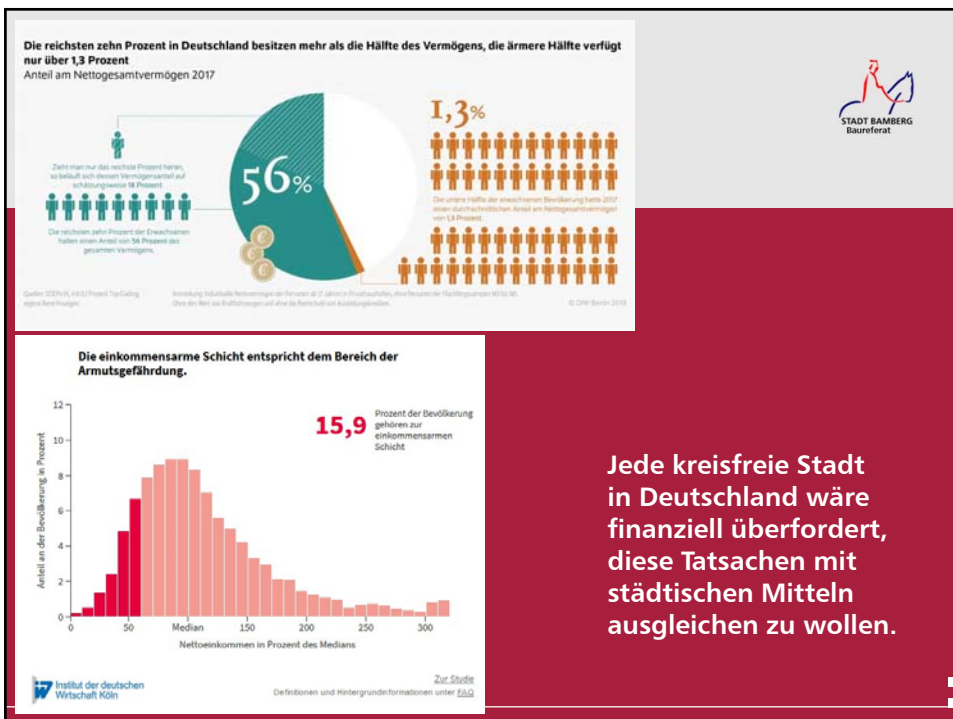 Die reichsten zehn Prozent in Deutschland besitzen mehr als die Hälfte des Vermögens, die ärmere Hälfte verfügt
nur über 1,3 Prozent
Anteil am Nettogesamtvermögen 2017
Zieht man nur das reichste Prozent heran,
so beläuft sich dessen Vermögensanteil auf
schätzungsweise 18 Prozent.
Die reichsten zehn Prozent der Erwachsenen
halten einen Anteil von 56 Prozent des
gesamten Vermögens.
56%
€
€
€
1,3%
Die untere Hälfte der erwachsenen Bevölkerung hatte 2017
einen durchschnittlichen Anteil am Nettogesamtvermögen
von 1,3 Prozent.
eigene Berechnungen.
© DIW Berlin 2019
STADT BAMBERG
Baureferat
Die einkommensarme Schicht entspricht dem Bereich der
Armutsgefährdung.
15,9
Prozent der Bevölkerung
gehören zur
einkommensarmen
Schicht
Anteil an der Bevölkerung in Prozent
12
10
8
6
4
2
0
0 50 Median 150 200 250 300
Nettoeinkommen in Prozent des Medians
Institut der deutschen
Wirtschaft Köln
Zur Studie
Definitionen und Hintergrundinformationen unter FAQ
Jede kreisfreie Stadt
in Deutschland wäre
finanziell überfordert,
diese Tatsachen mit
städtischen Mitteln
ausgleichen zu wollen.